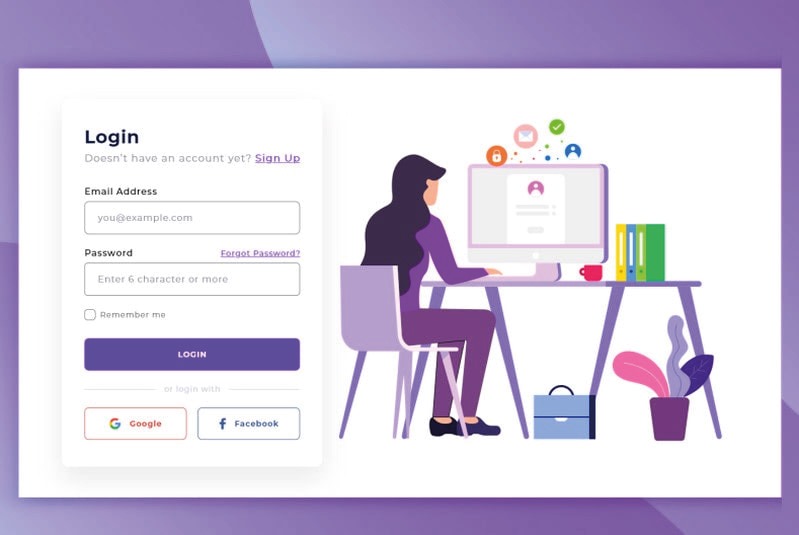 Login
Doesn't have an account yet? Sign Up
Email Address
you@example.com
Password Forgot Password?
Enter 6 character or more
Remember me
LOGIN
or login with
Google Facebook